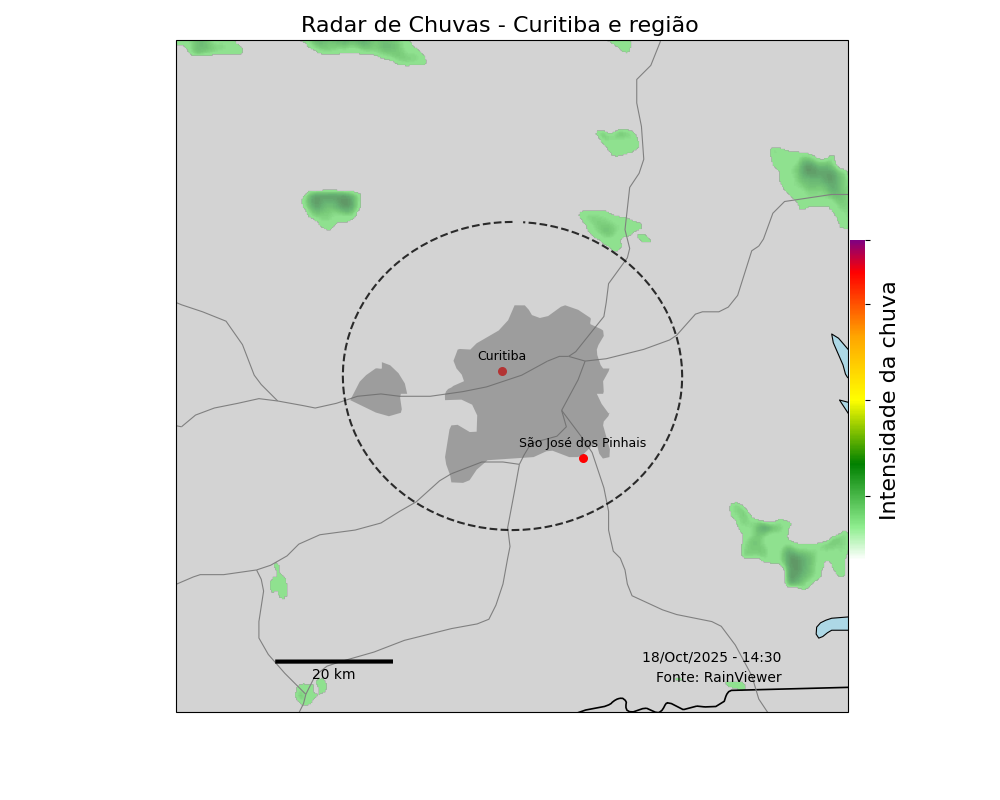 Radar de Chuvas - Curitiba e região
Curitiba
São José dos Pinhais
Intensidade da chuva
20 km
18/Oct/2025 - 14:30
Fonte: RainViewer